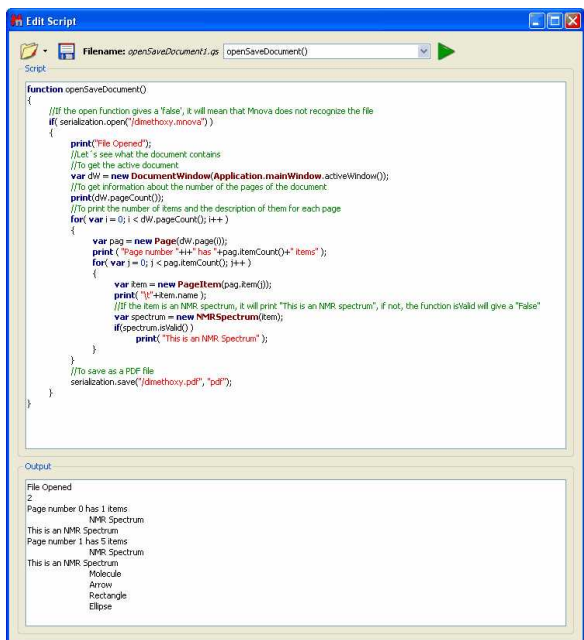 Edit Script
Filename: openSaveDocument1.qs openSaveDocument()
Script
function openSaveDocument()
{
//If the open function gives a 'false', it will mean that Mnova does not recognize the file
if( serialization.open("/dimethoxy.mnova") )
{
print("File Opened");
//Let´s see what the document contains
//To get the active document
var dW = new DocumentWindow(Application.mainWindow.activeWindow());
//To get information about the number of the pages of the document
print(dW.pageCount());
//To print the number of items and the description of them for each page
for( var i = 0; i < dW.pageCount(); i++ )
{
var pag = new Page(dW.page(i));
print ( "Page number "+i+" has "+pag.itemCount()+" items" );
for( var j = 0; j < pag.itemCount(); j++ )
{
var item = new PageItem(pag.item(j));
print( "\t"+item.name );
//If the item is an NMR spectrum, it will print "This is an NMR spectrum", if not, the function isValid will give a "False"
var spectrum = new NMRSpectrum(item);
if(spectrum.isValid() )
print( "This is an NMR Spectrum" );
}
}
//To save as a PDF file
serialization.save("/dimethoxy.pdf", "pdf");
}
}
Output
File Opened
2
Page number 0 has 1 items
NMR Spectrum
This is an NMR Spectrum
Page number 1 has 5 items
NMR Spectrum
This is an NMR Spectrum
Molecule
Arrow
Rectangle
Ellipse